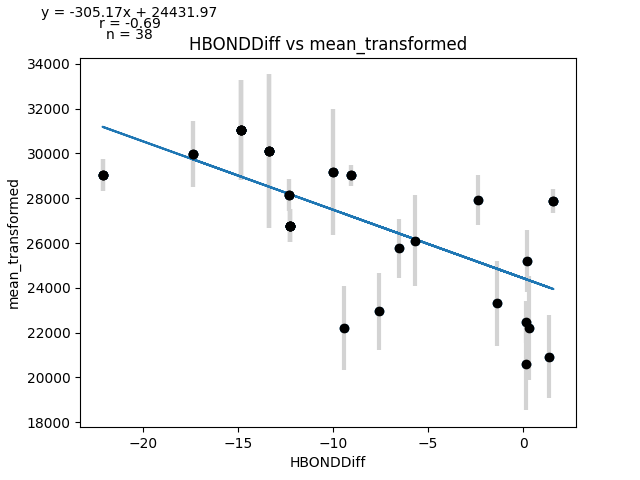 y = -305.17x + 24431.97
r = -0.69
n = 38
HBONDDiff vs mean_transformed
34000
32000
30000
28000
26000
24000
22000
20000
18000
mean_transformed
−20
−15
−10
−5
0
HBONDDiff